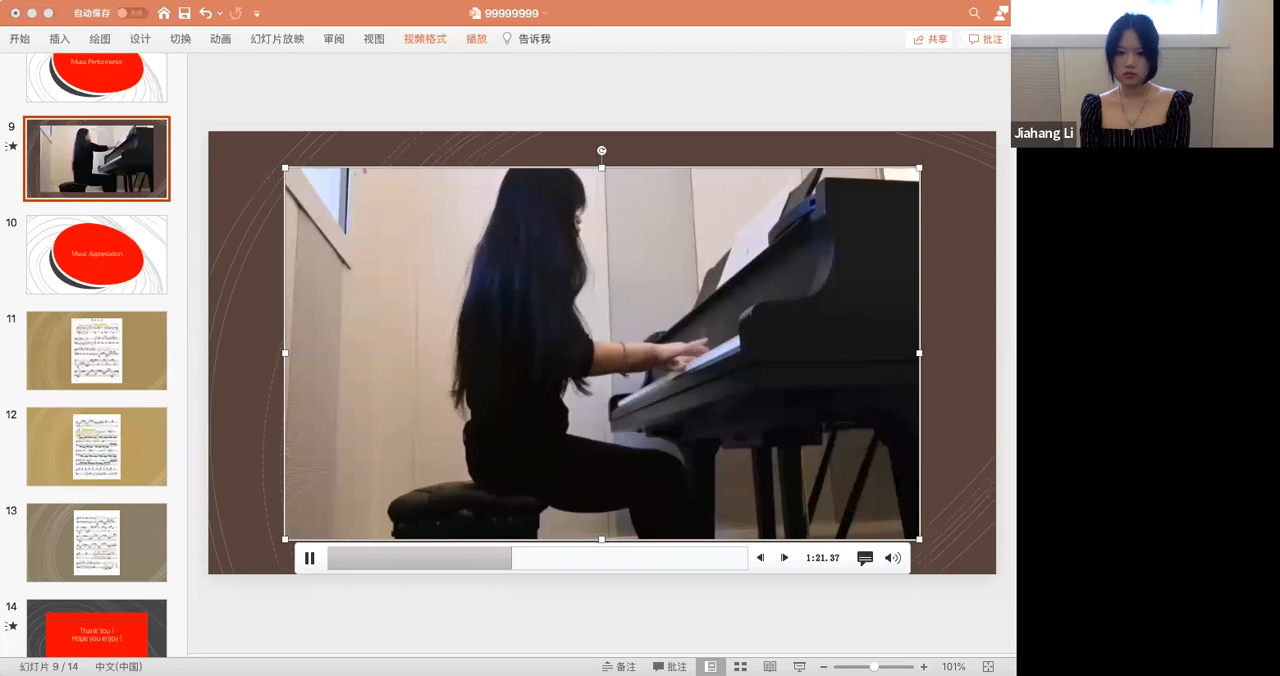 自动保存 关闭
99999999
开始 插入 绘图 设计 切换 动画 幻灯片放映 审阅 视图 视频格式 播放 告诉我
共享 批注
Jiahang Li
Music Performance
9
10
Music Appreciation
11
12
13
14
Thank You !
Hope you enjoy !
1:21.37
幻灯片 9 / 14 中文(中国)
备注 批注 101%